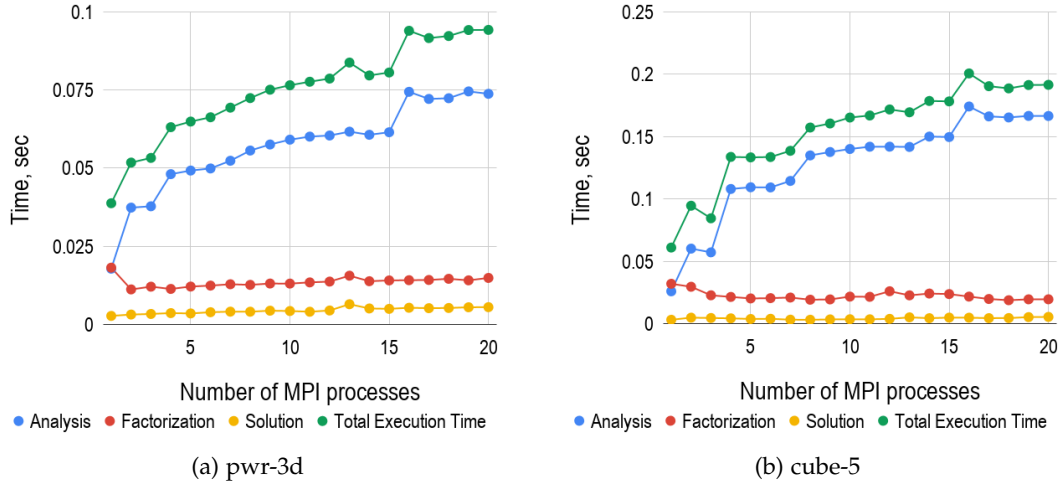 0.1
0.075
0.05
0.025
0
Time, sec
5
10
15
20
Number of MPI processes
Analysis
Factorization
Solution
Total Execution Time
(a) pwr-3d
0.25
0.2
0.15
0.1
0.05
0
Time, sec
5
10
15
20
Number of MPI processes
Analysis
Factorization
Solution
Total Execution Time
(b) cube-5